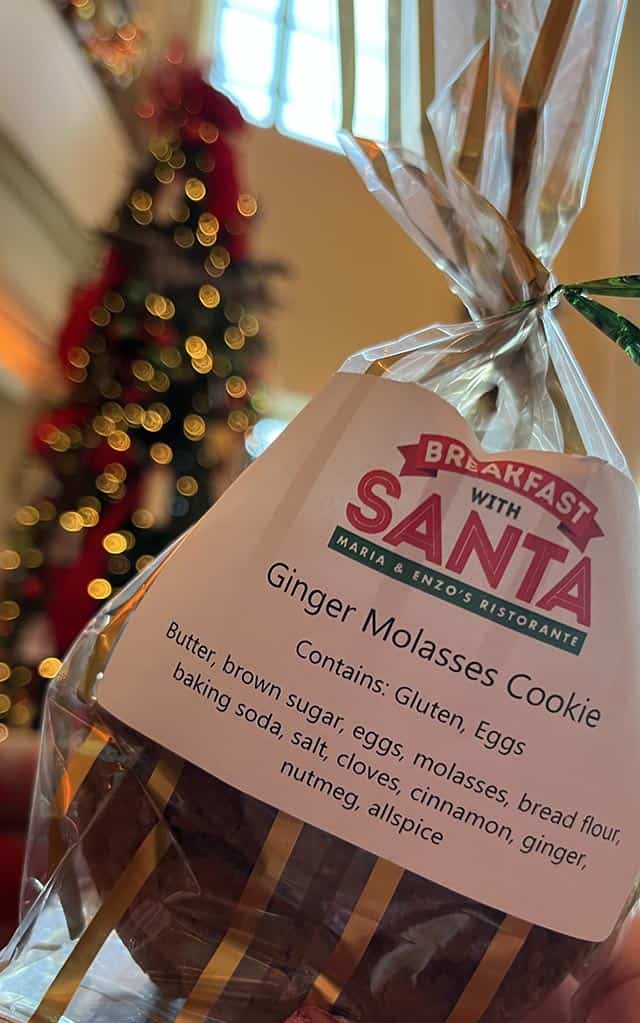 BREAKFAST
WITH
SANTA
MARIA & ENZO'S RISTORANTE
Ginger Molasses Cookie
Contains: Gluten, Eggs
Butter, brown sugar, eggs, molasses, bread flour,
baking soda, salt, cloves, cinnamon, ginger,
nutmeg, allspice